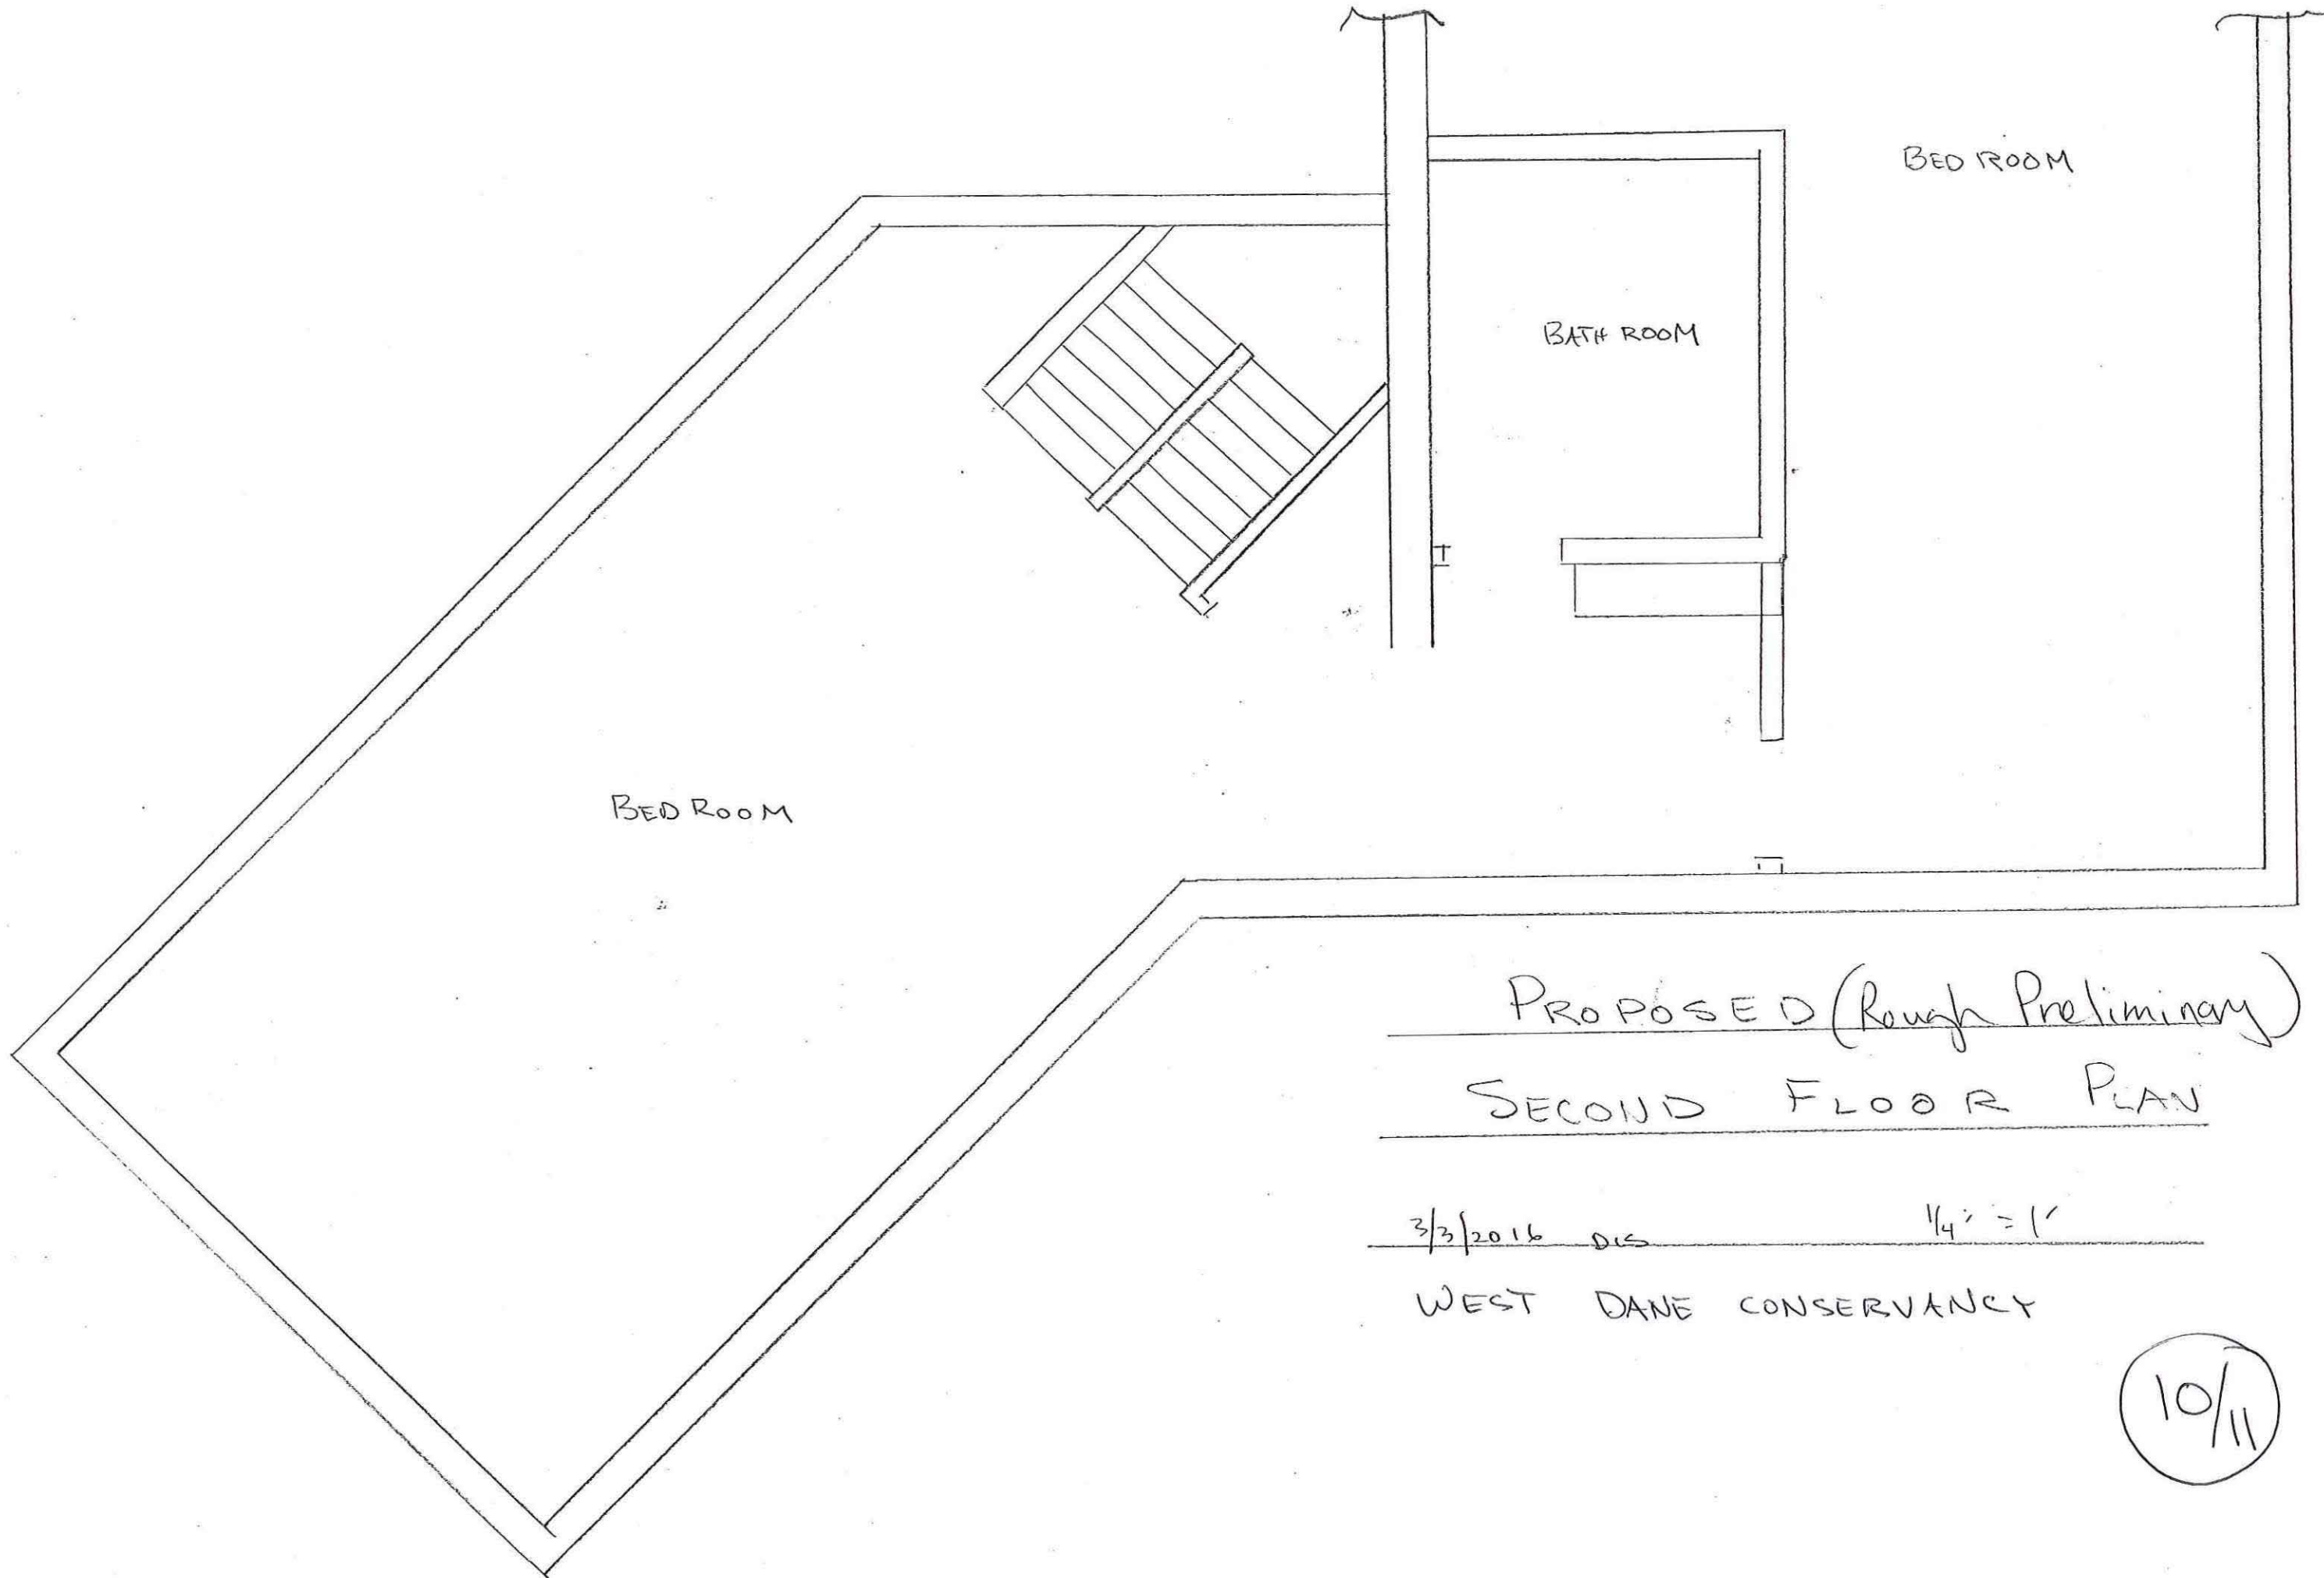 BED ROOM
BATH ROOM
BED ROOM
PROPOSED (Rough Preliminary)
SECOND FLOOR PLAN
3/3/2016 DLS 1/4" = 1'
WEST DANE CONSERVANCY
10/11